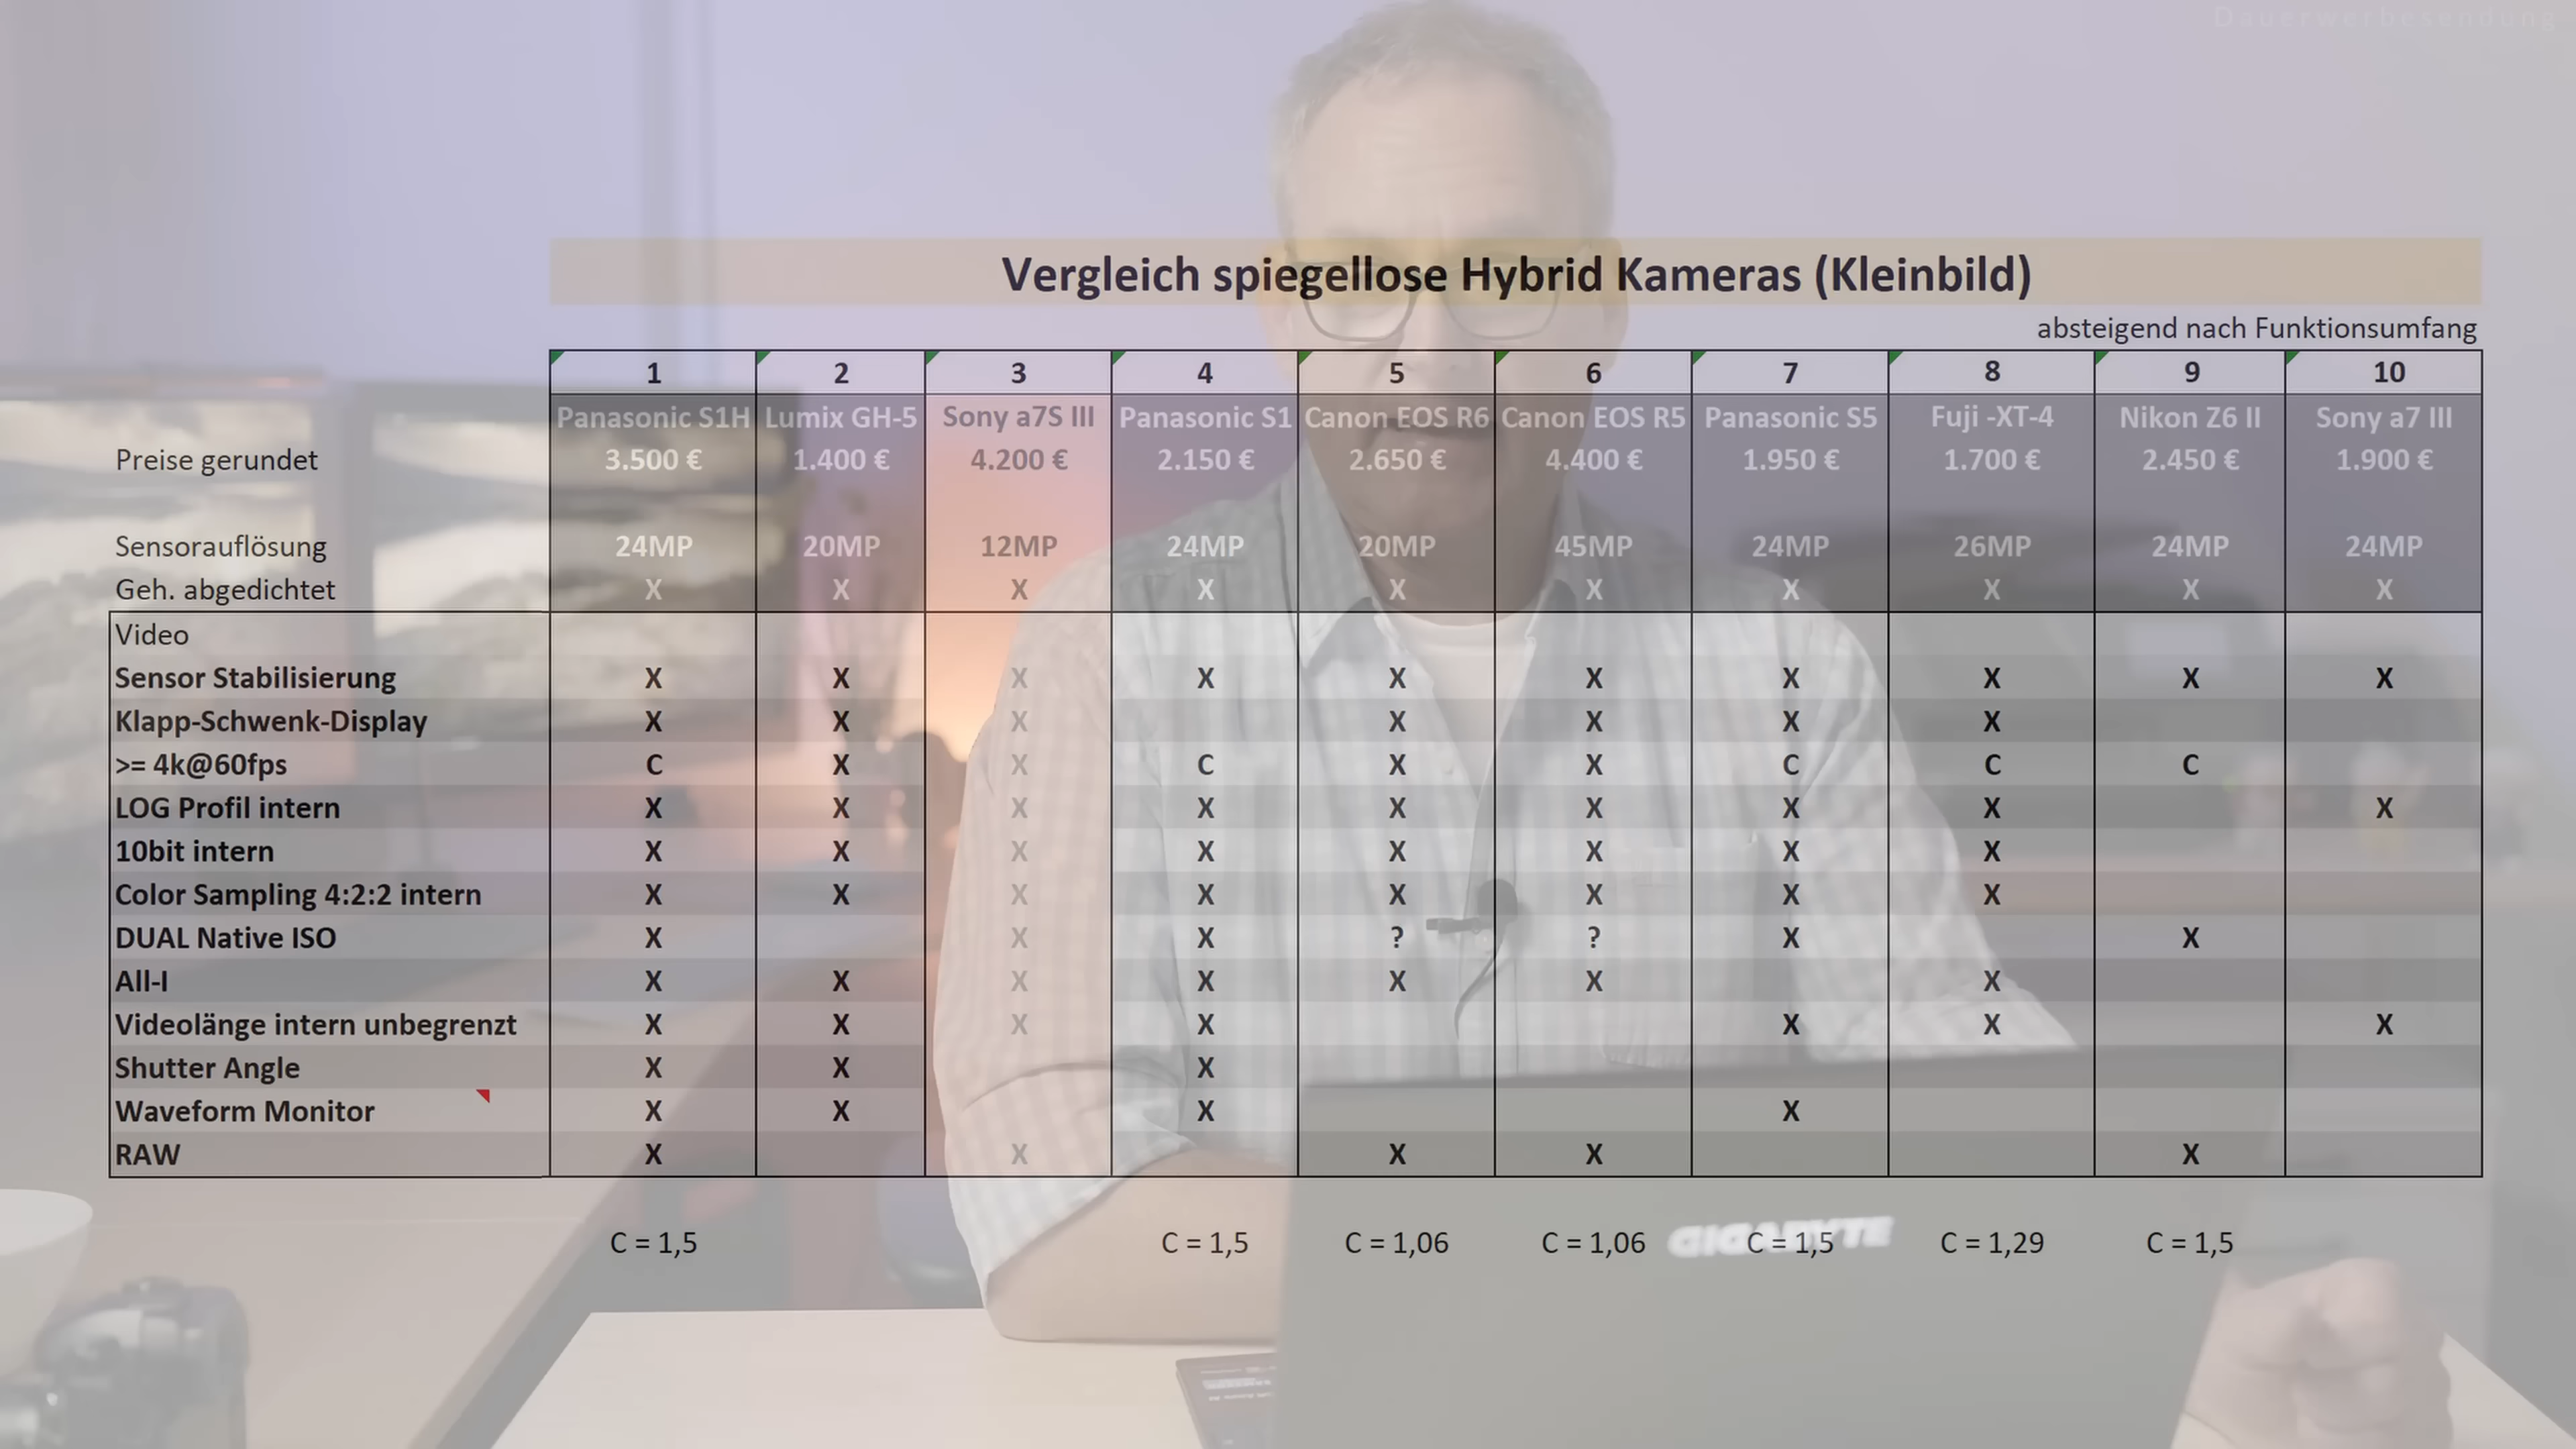 Dauerwerbesendung
Vergleich spiegellose Hybrid Kameras (Kleinbild)
absteigend nach Funktionsumfang
1 2 3 4 5 6 7 8 9 10
Panasonic S1H Lumix GH-5 Sony a7S III Panasonic S1 Canon EOS R6 Canon EOS R5 Panasonic S5 Fuji -XT-4 Nikon Z6 II Sony a7 III
Preise gerundet 3.500 € 1.400 € 4.200 € 2.150 € 2.650 € 4.400 € 1.950 € 1.700 € 2.450 € 1.900 €
Sensorauflösung 24MP 20MP 12MP 24MP 20MP 45MP 24MP 26MP 24MP 24MP
Geh. abgedichtet X X X X X X X X X X
Video
Sensor Stabilisierung X X X X X X X X X X
Klapp-Schwenk-Display X X X X X X X
>= 4k@60fps C X X C X X C C C
LOG Profil intern X X X X X X X X X
10bit intern X X X X X X X X
Color Sampling 4:2:2 intern X X X X X X X X
DUAL Native ISO X X X ? ? X X
All-I X X X X X X X
Videolänge intern unbegrenzt X X X X X X X
Shutter Angle X X X
Waveform Monitor X X X X
RAW X X X X X
C = 1,5 C = 1,5 C = 1,06 C = 1,06 C = 1,5 C = 1,29 C = 1,5
GIGABYTE